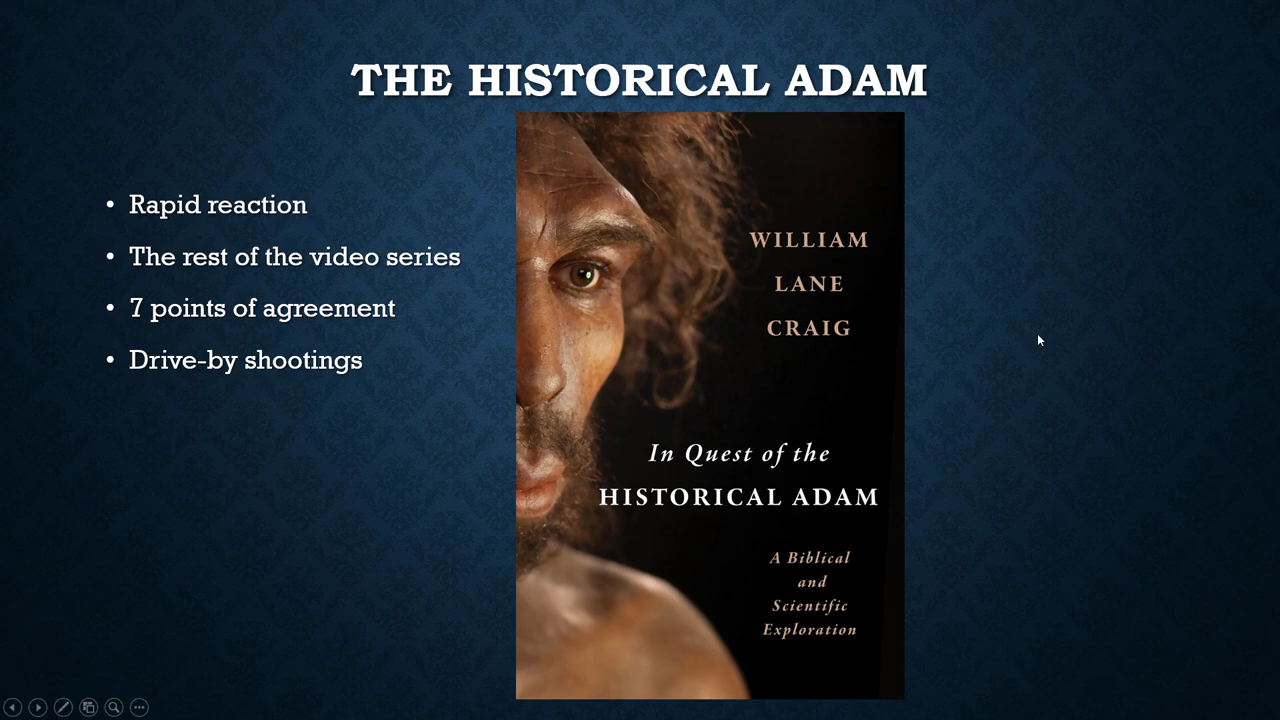 THE HISTORICAL ADAM
• Rapid reaction
• The rest of the video series
• 7 points of agreement
• Drive-by shootings
WILLIAM
LANE
CRAIG
In Quest of the
HISTORICAL ADAM
A Biblical
and
Scientific
Exploration